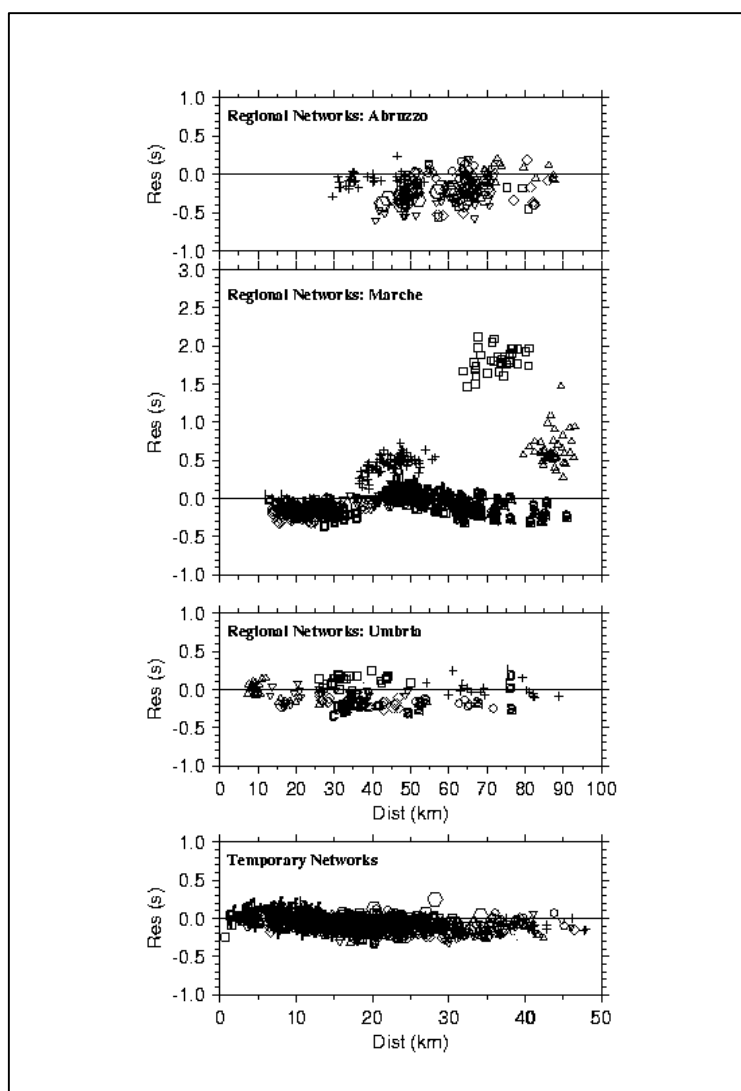 1.0
Regional Networks: Abruzzo
0.5
0.0
-0.5
-1.0
Res (s)
3.0
Regional Networks: Marche
2.5
2.0
1.5
1.0
0.5
0.0
-0.5
-1.0
Res (s)
1.0
Regional Networks: Umbria
0.5
0.0
-0.5
-1.0
Res (s)
0 10 20 30 40 50 60 70 80 90 100
Dist (km)
1.0
Temporary Networks
0.5
0.0
-0.5
-1.0
Res (s)
0 10 20 30 40 50
Dist (km)